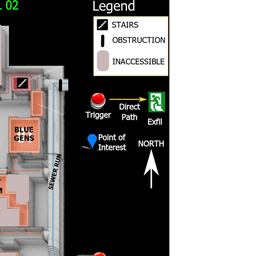 02
Legend
STAIRS
OBSTRUCTION
INACCESSIBLE
Trigger
Direct
Path
Exfil
Point of
Interest
NORTH
BLUE
GENS
SEWER RUN